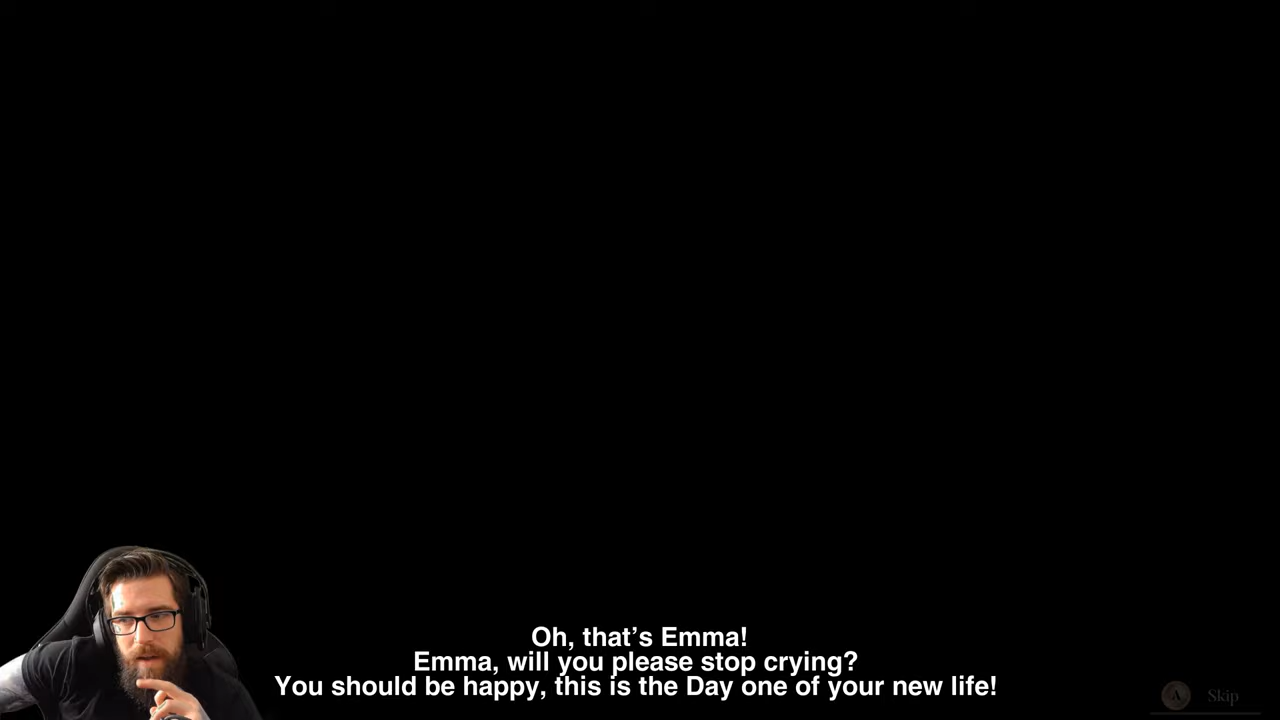 Oh, that’s Emma!
Emma, will you please stop crying?
You should be happy, this is the Day one of your new life!
A Skip